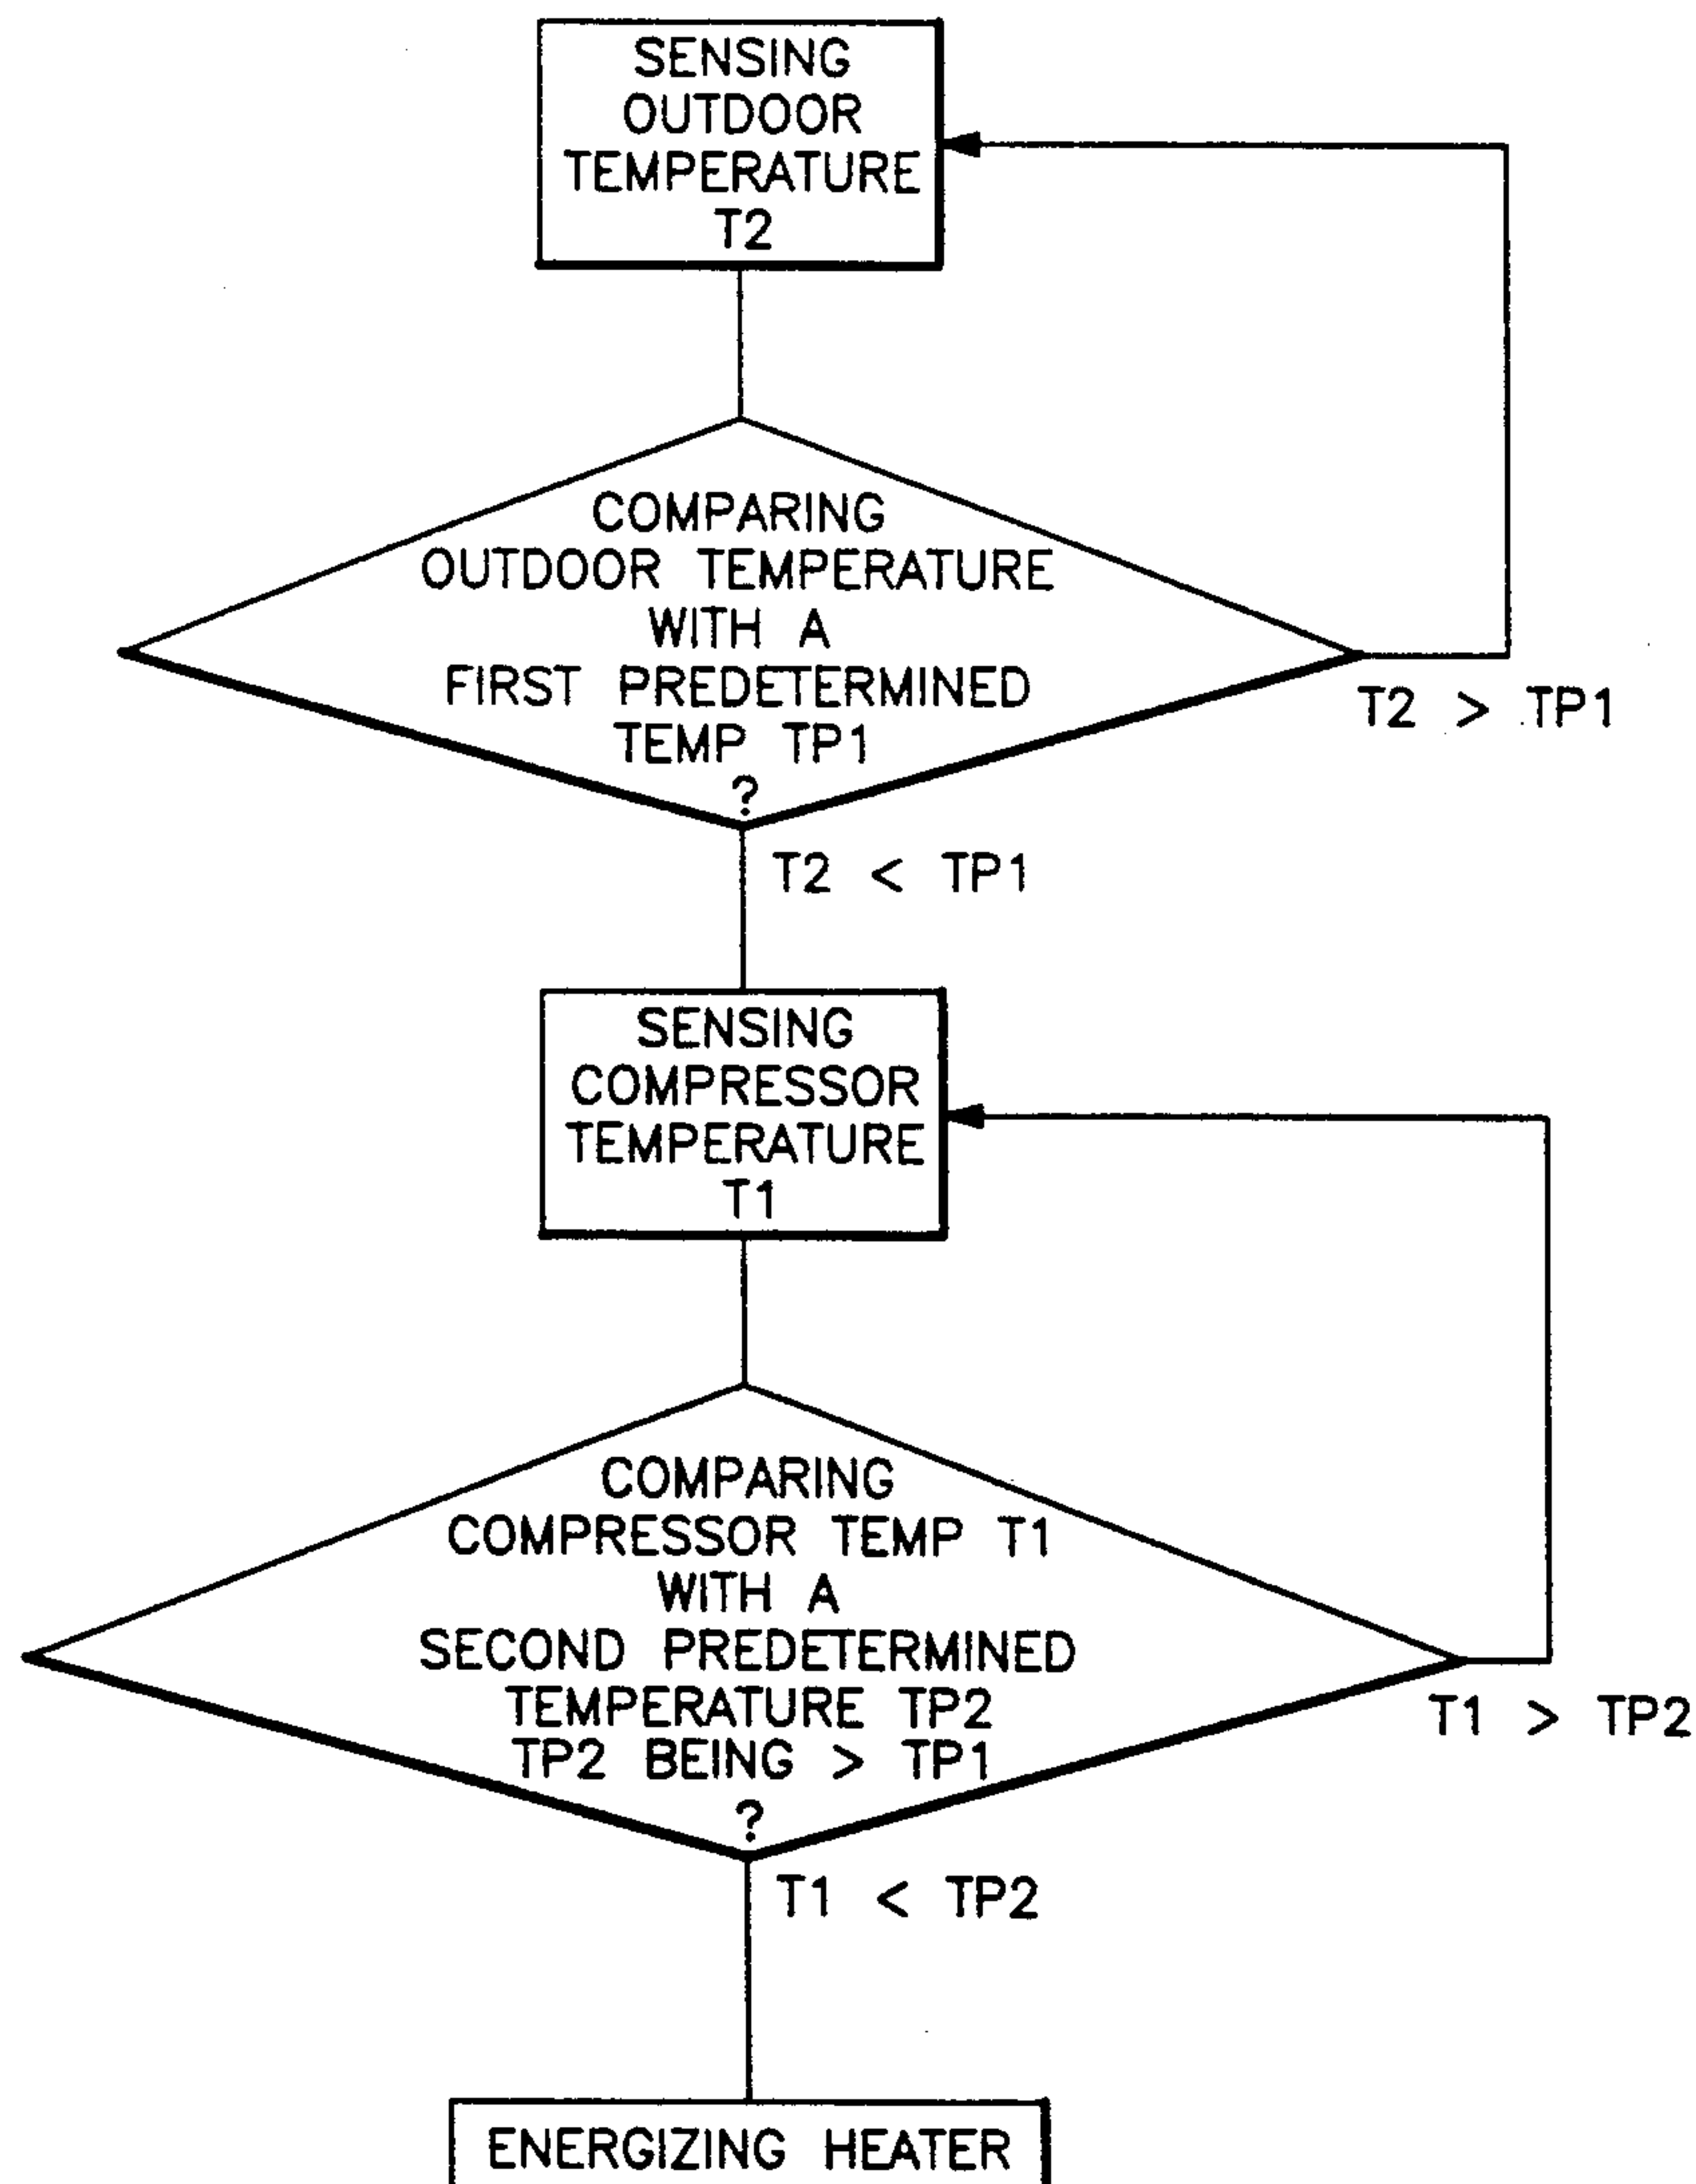 SENSING
OUTDOOR
TEMPERATURE
T2
COMPARING
OUTDOOR TEMPERATURE
WITH A
FIRST PREDETERMINED
TEMP TP1
?
T2 > TP1
T2 < TP1
SENSING
COMPRESSOR
TEMPERATURE
T1
COMPARING
COMPRESSOR TEMP T1
WITH A
SECOND PREDETERMINED
TEMPERATURE TP2
TP2 BEING > TP1
?
T1 > TP2
T1 < TP2
ENERGIZING HEATER